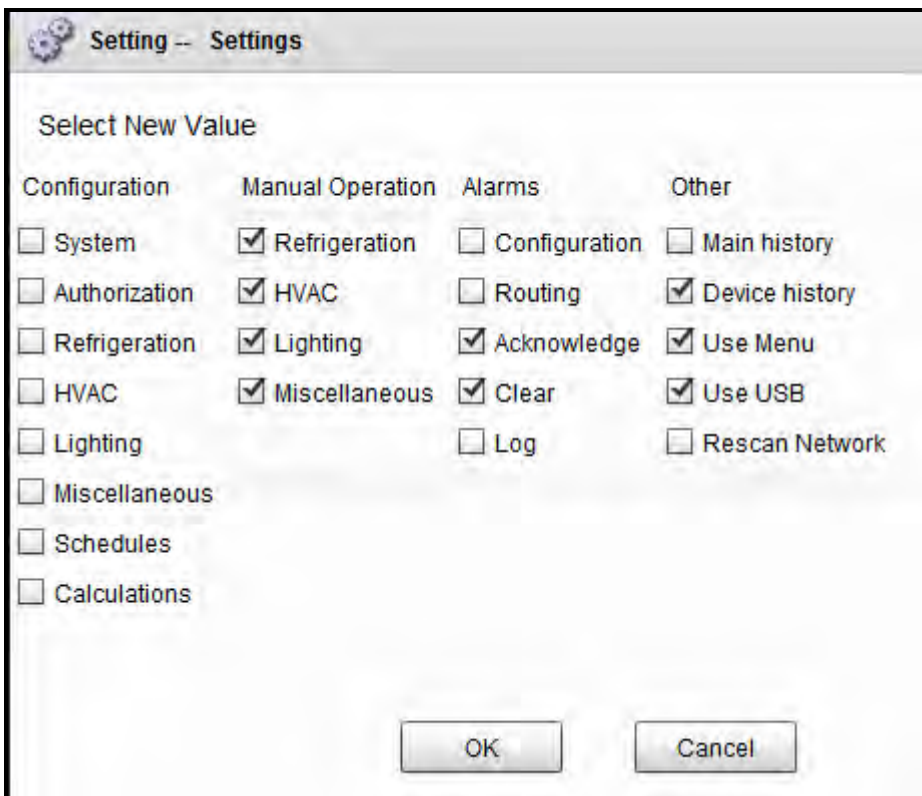 Setting -- Settings
Select New Value
Configuration Manual Operation Alarms Other
System Refrigeration Configuration Main history
Authorization HVAC Routing Device history
Refrigeration Lighting Acknowledge Use Menu
HVAC Miscellaneous Clear Use USB
Lighting Log Rescan Network
Miscellaneous
Schedules
Calculations
OK Cancel